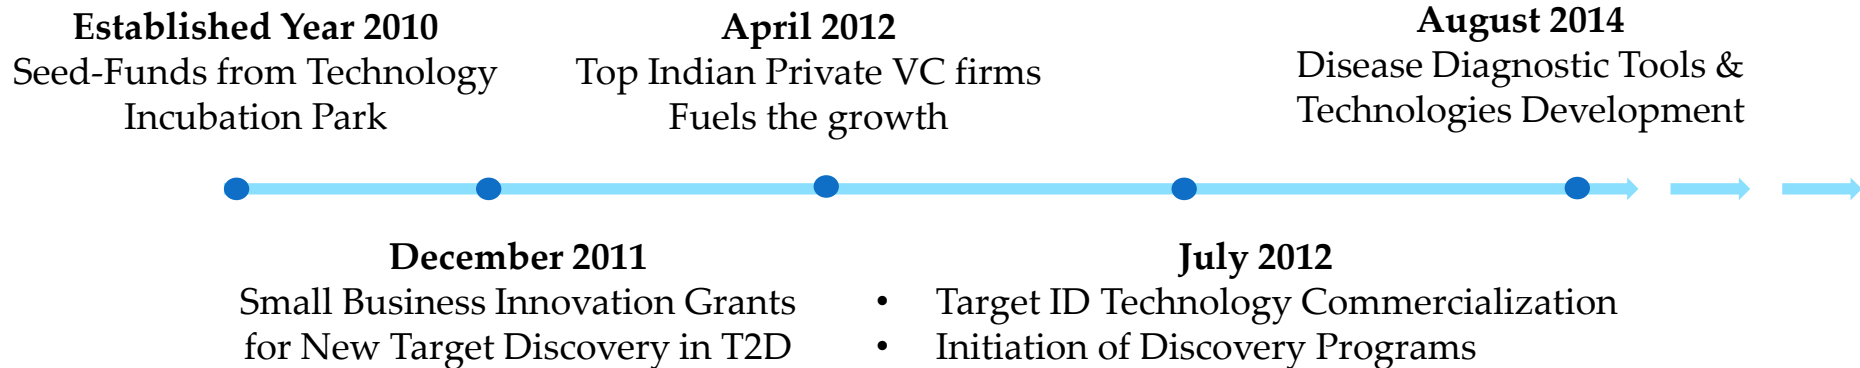 Established Year 2010
Seed-Funds from Technology
Incubation Park
December 2011
Small Business Innovation Grants
for New Target Discovery in T2D
April 2012
Top Indian Private VC firms
Fuels the growth
July 2012
• Target ID Technology Commercialization
• Initiation of Discovery Programs
August 2014
Disease Diagnostic Tools &
Technologies Development